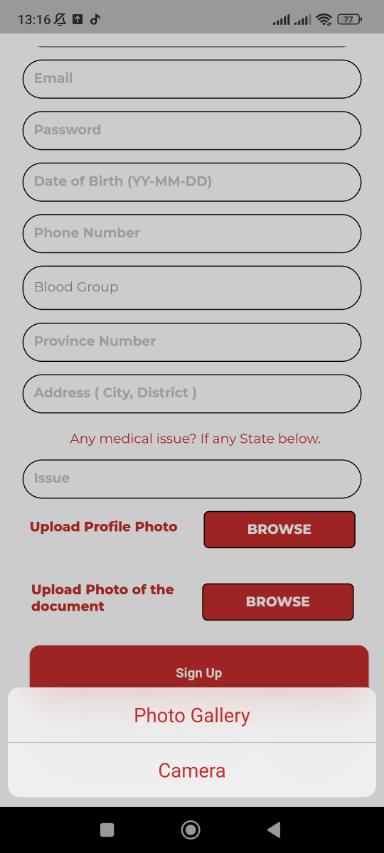 13:16
77
Email
Password
Date of Birth (YY-MM-DD)
Phone Number
Blood Group
Province Number
Address ( City, District )
Any medical issue? If any State below.
Issue
Upload Profile Photo
BROWSE
Upload Photo of the
document
BROWSE
Sign Up
Photo Gallery
Camera